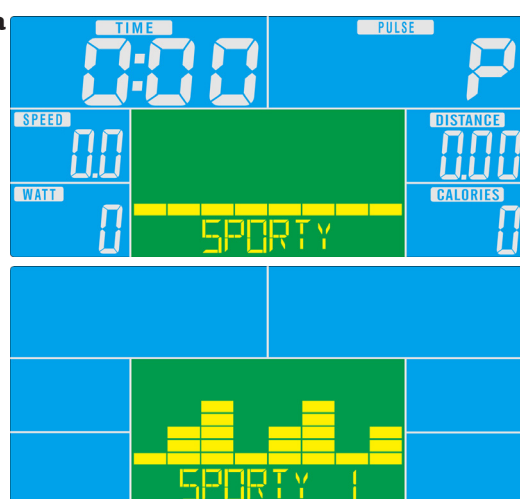 a
TIME
PULSE
0:00
P
SPEED
DISTANCE
0.0
0.00
WATT
CALORIES
0
0
SPORTY
SPORTY 1